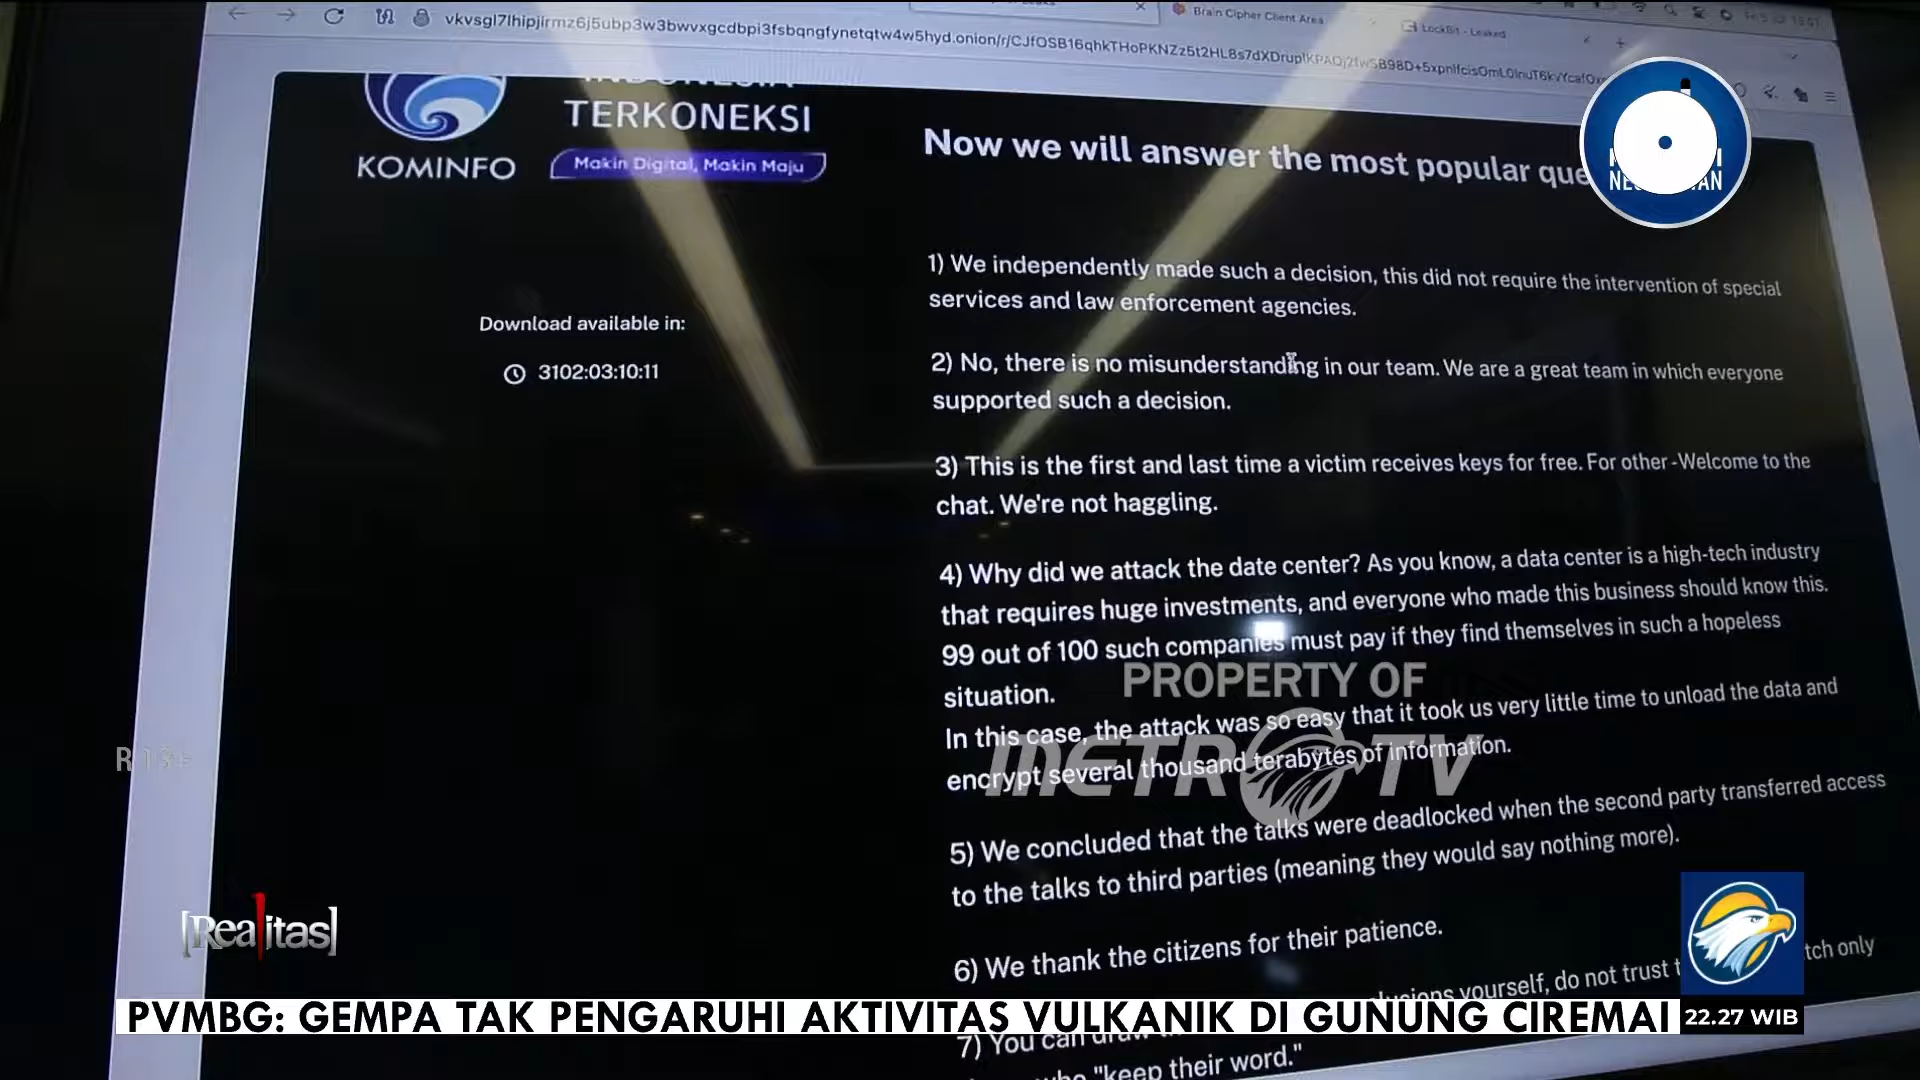 Brain Cipher Client Area
LockBit - Leaked
TERKONEKSI
KOMINFO
Makin Digital, Makin Maju
Download available in:
3102:03:10:11
Now we will answer the most popular
1) We independently made such a decision, this did not require the intervention of special
services and law enforcement agencies.
2) No, there is no misunderstanding in our team. We are a great team in which everyone
supported such a decision.
3) This is the first and last time a victim receives keys for free. For other -Welcome to the
chat. We're not haggling.
4) Why did we attack the date center? As you know, a data center is a high-tech industry
that requires huge investments, and everyone who made this business should know this.
99 out of 100 such companies must pay if they find themselves in such a hopeless
situation.
In this case, the attack was so easy that it took us very little time to unload the data and
encrypt several thousand terabytes of information.
5) We concluded that the talks were deadlocked when the second party transferred access
to the talks to third parties (meaning they would say nothing more).
6) We thank the citizens for their patience.
yourself, do not trust
only
7) You can
"keep their word."
PROPERTY OF
METRO TV
[Realitas]
PVMBG: GEMPA TAK PENGARUHI AKTIVITAS VULKANIK DI GUNUNG CIREMAI
22.27 WIB